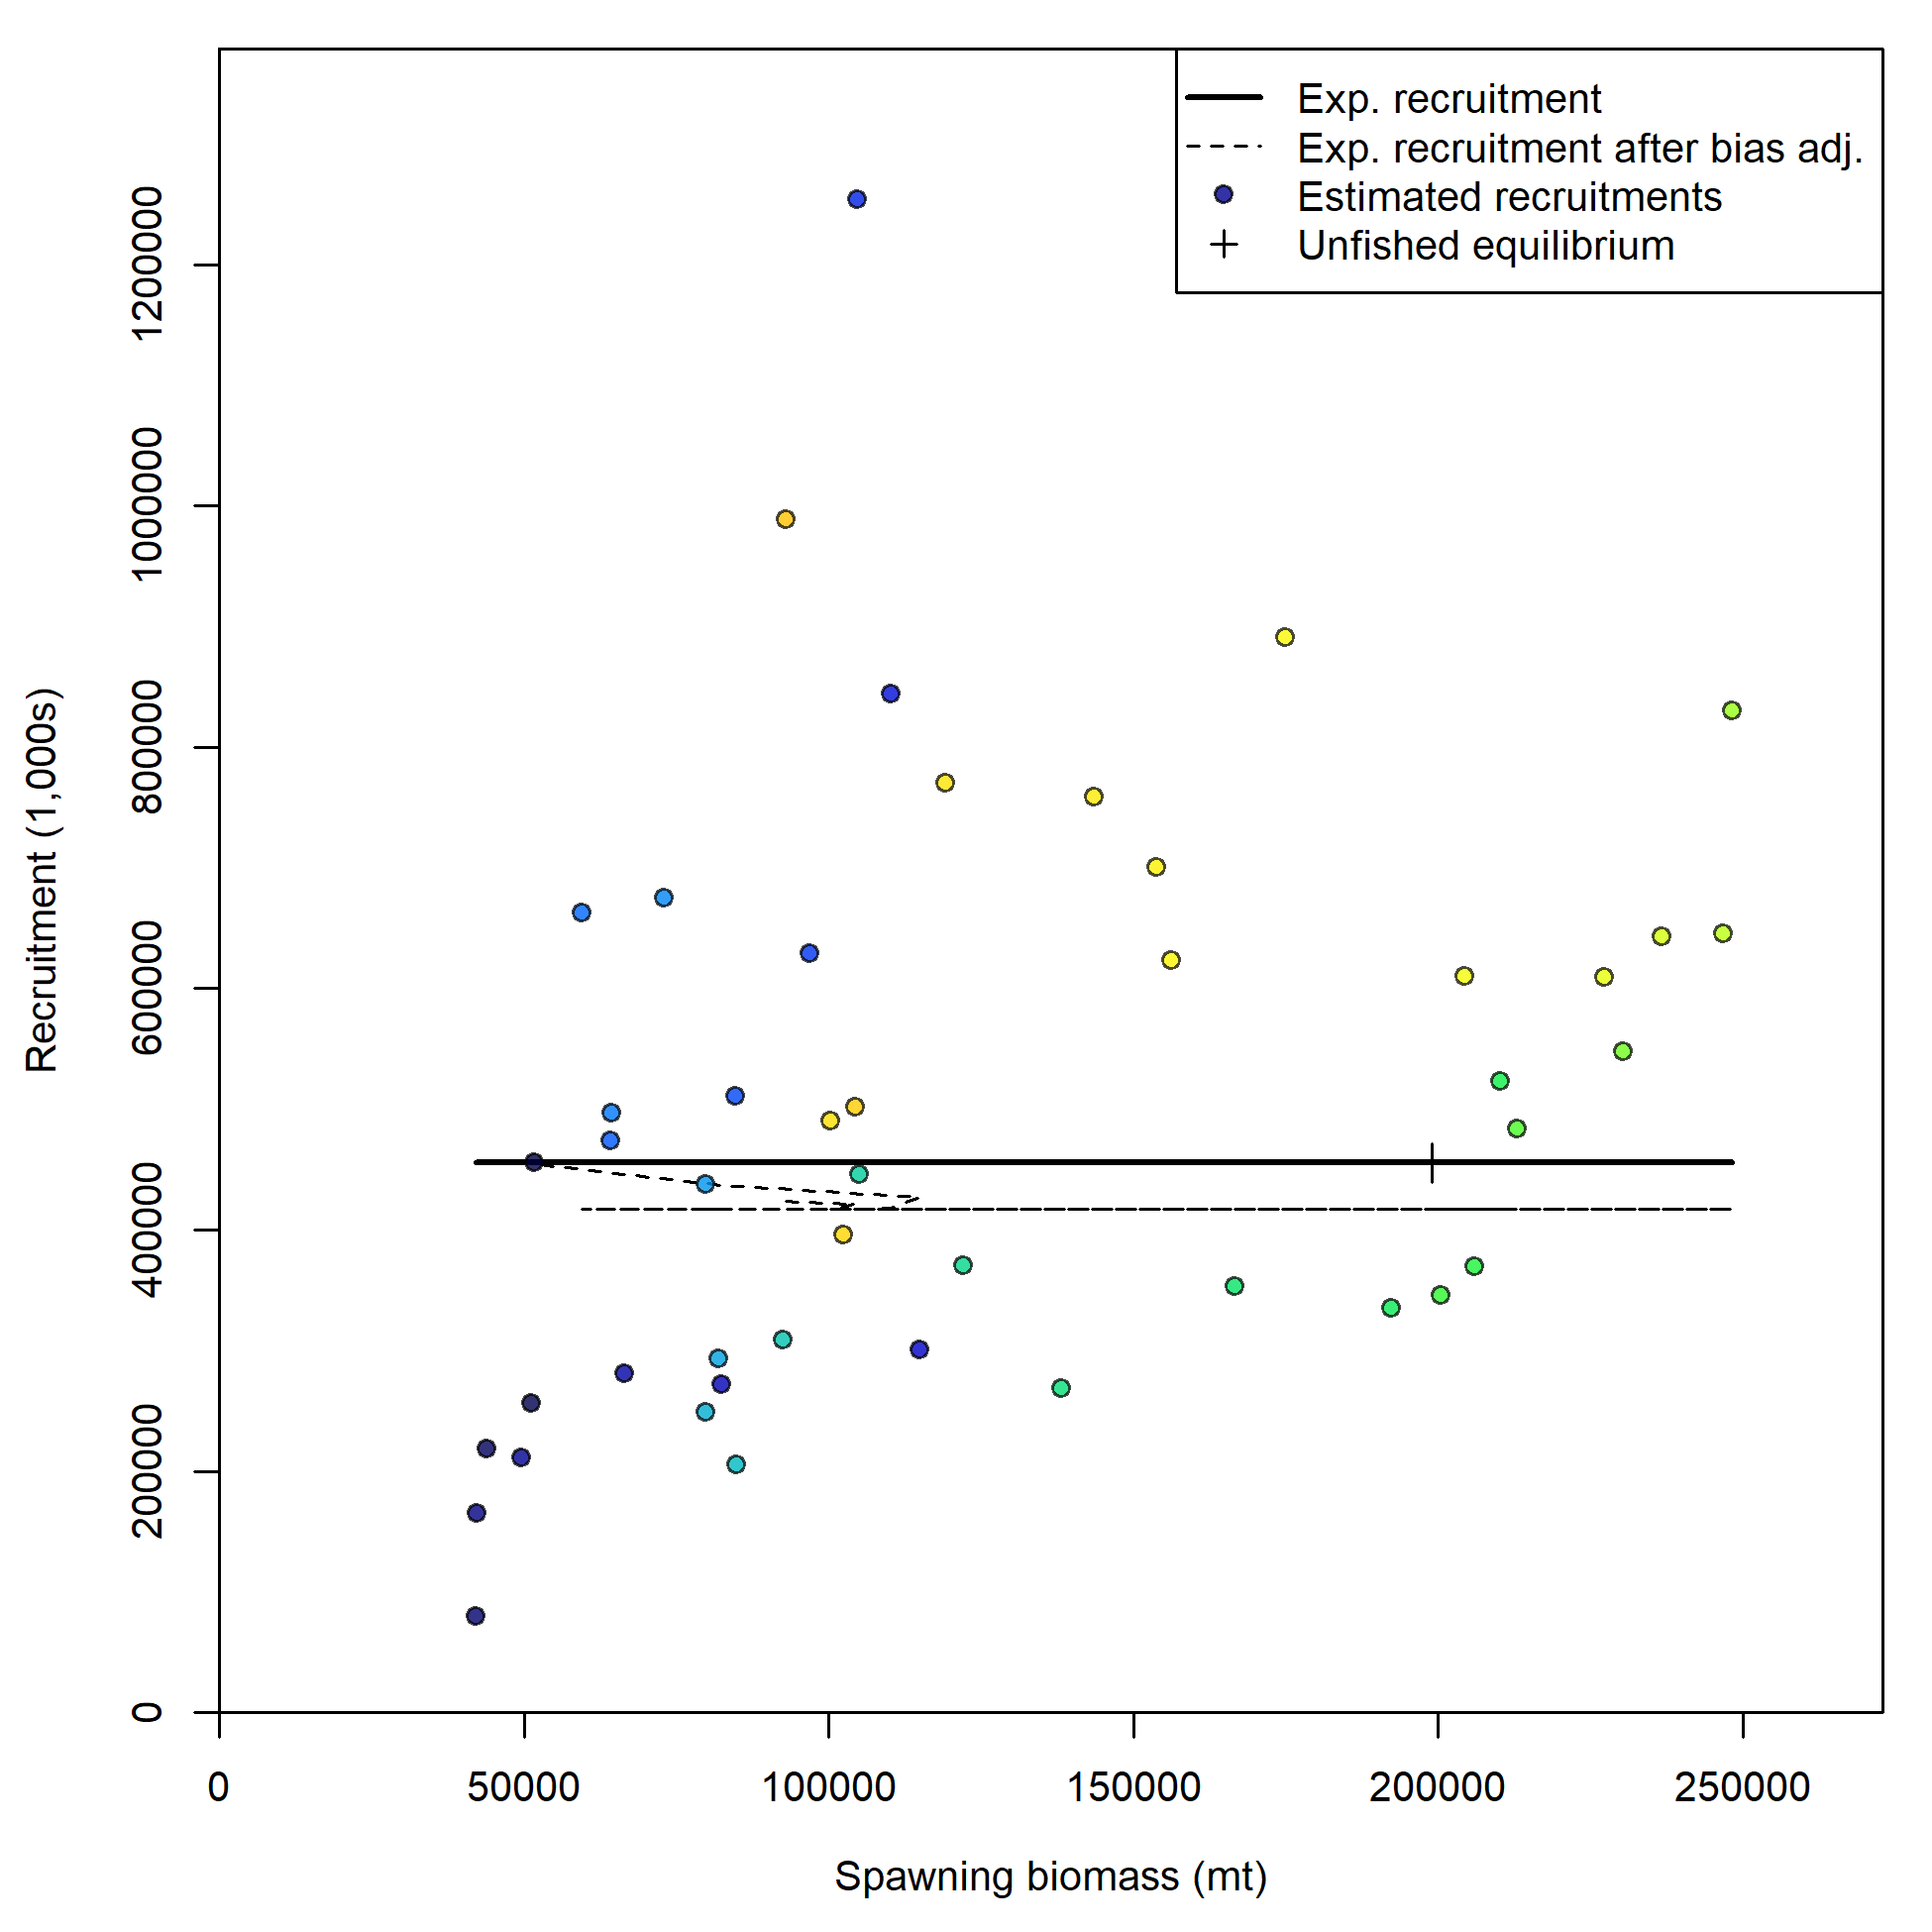 Exp. recruitment
Exp. recruitment after bias adj.
Estimated recruitments
Unfished equilibrium
Recruitment (1,000s)
1200000
1000000
800000
600000
400000
200000
0
0 50000 100000 150000 200000 250000
Spawning biomass (mt)